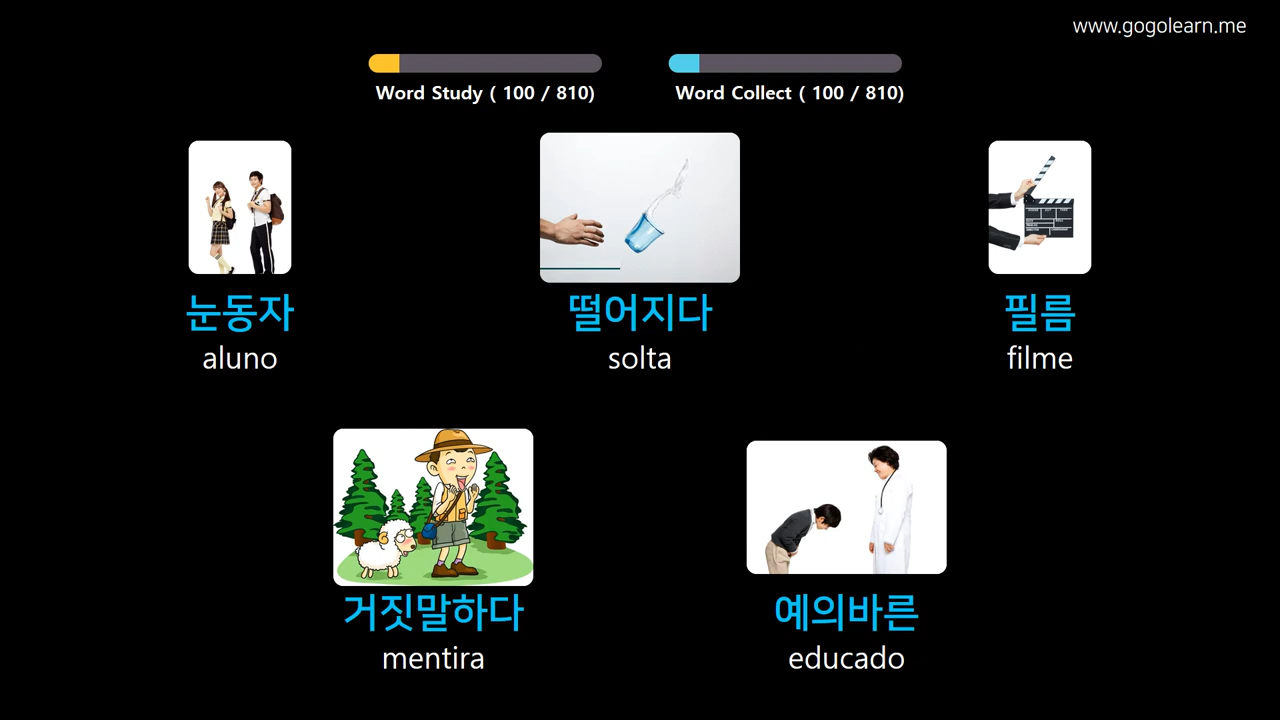 www.gogolearn.me
Word Study ( 100 / 810)
Word Collect ( 100 / 810)
눈동자
aluno
떨어지다
solta
필름
filme
거짓말하다
mentira
예의바른
educado